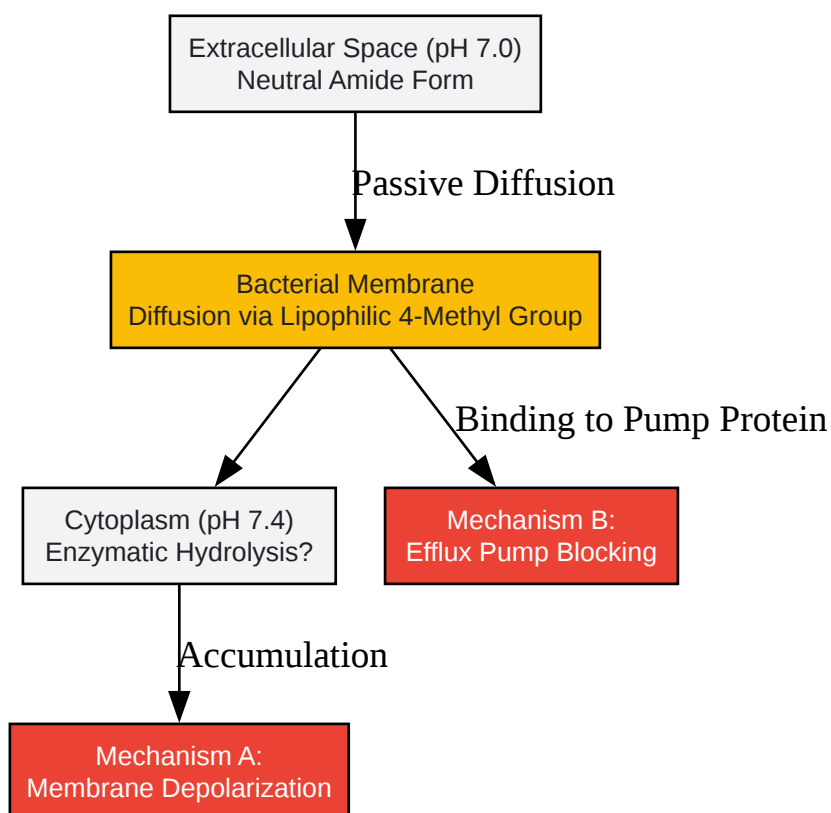 Extracellular Space (pH 7.0)
Neutral Amide Form
Passive Diffusion
Bacterial Membrane
Diffusion via Lipophilic 4-Methyl Group
Binding to Pump Protein
Cytoplasm (pH 7.4)
Enzymatic Hydrolysis?
Mechanism B:
Efflux Pump Blocking
Accumulation
Mechanism A:
Membrane Depolarization